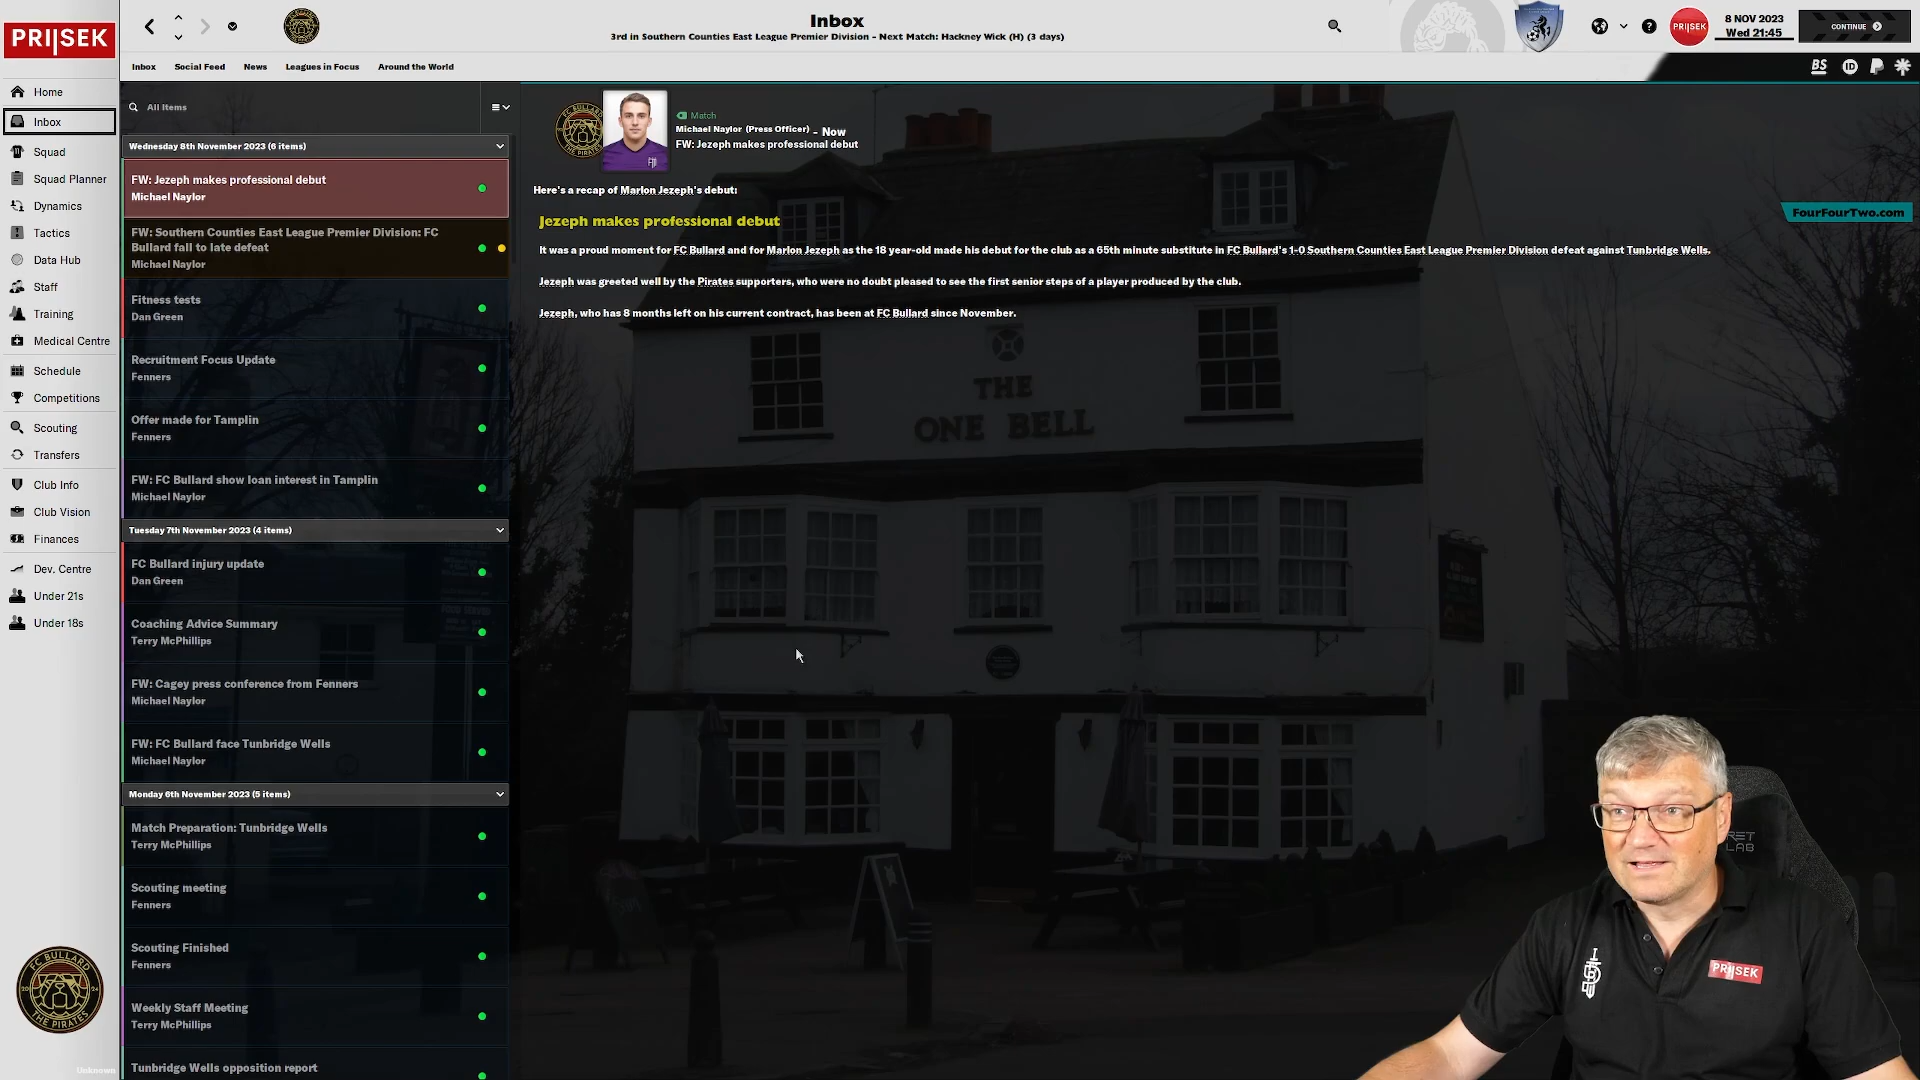 PRIISEK
Inbox
3rd in Southern Counties East League Premier Division - Next Match: Hackney Wick (H) (3 days)
PRIISEK
8 NOV 2023
Wed 21:45
CONTINUE
Inbox
Social Feed
News
Leagues in Focus
Around the World
BS
ID
Home
Inbox
Squad
Squad Planner
Dynamics
Tactics
Data Hub
Staff
Training
Medical Centre
Schedule
Competitions
Scouting
Transfers
Club Info
Club Vision
Finances
Dev. Centre
Under 21s
Under 18s
FC BULLARD
THE PIRATES
Unknown
All Items
Wednesday 8th November 2023 (6 items)
FW: Jezeph makes professional debut
Michael Naylor
FW: Southern Counties East League Premier Division: FC
Bullard fall to late defeat
Michael Naylor
Fitness tests
Dan Green
Recruitment Focus Update
Fenners
Offer made for Tamplin
Fenners
FW: FC Bullard show loan interest in Tamplin
Michael Naylor
Tuesday 7th November 2023 (4 items)
FC Bullard injury update
Dan Green
Coaching Advice Summary
Terry McPhillips
FW: Cagey press conference from Fenners
Michael Naylor
FW: FC Bullard face Tunbridge Wells
Michael Naylor
Monday 6th November 2023 (5 items)
Match Preparation: Tunbridge Wells
Terry McPhillips
Scouting meeting
Fenners
Scouting Finished
Fenners
Weekly Staff Meeting
Terry McPhillips
Tunbridge Wells opposition report
Match
Michael Naylor (Press Officer) - Now
FW: Jezeph makes professional debut
Here's a recap of Marlon Jezeph's debut:
Jezeph makes professional debut
It was a proud moment for FC Bullard and for Marlon Jezeph as the 18 year-old made his debut for the club as a 65th minute substitute in FC Bullard's 1-0 Southern Counties East League Premier Division defeat against Tunbridge Wells.
Jezeph was greeted well by the Pirates supporters, who were no doubt pleased to see the first senior steps of a player produced by the club.
Jezeph, who has 8 months left on his current contract, has been at FC Bullard since November.
FourFourTwo.com
THE
ONE BELL
RET
LAB
PRIISEK